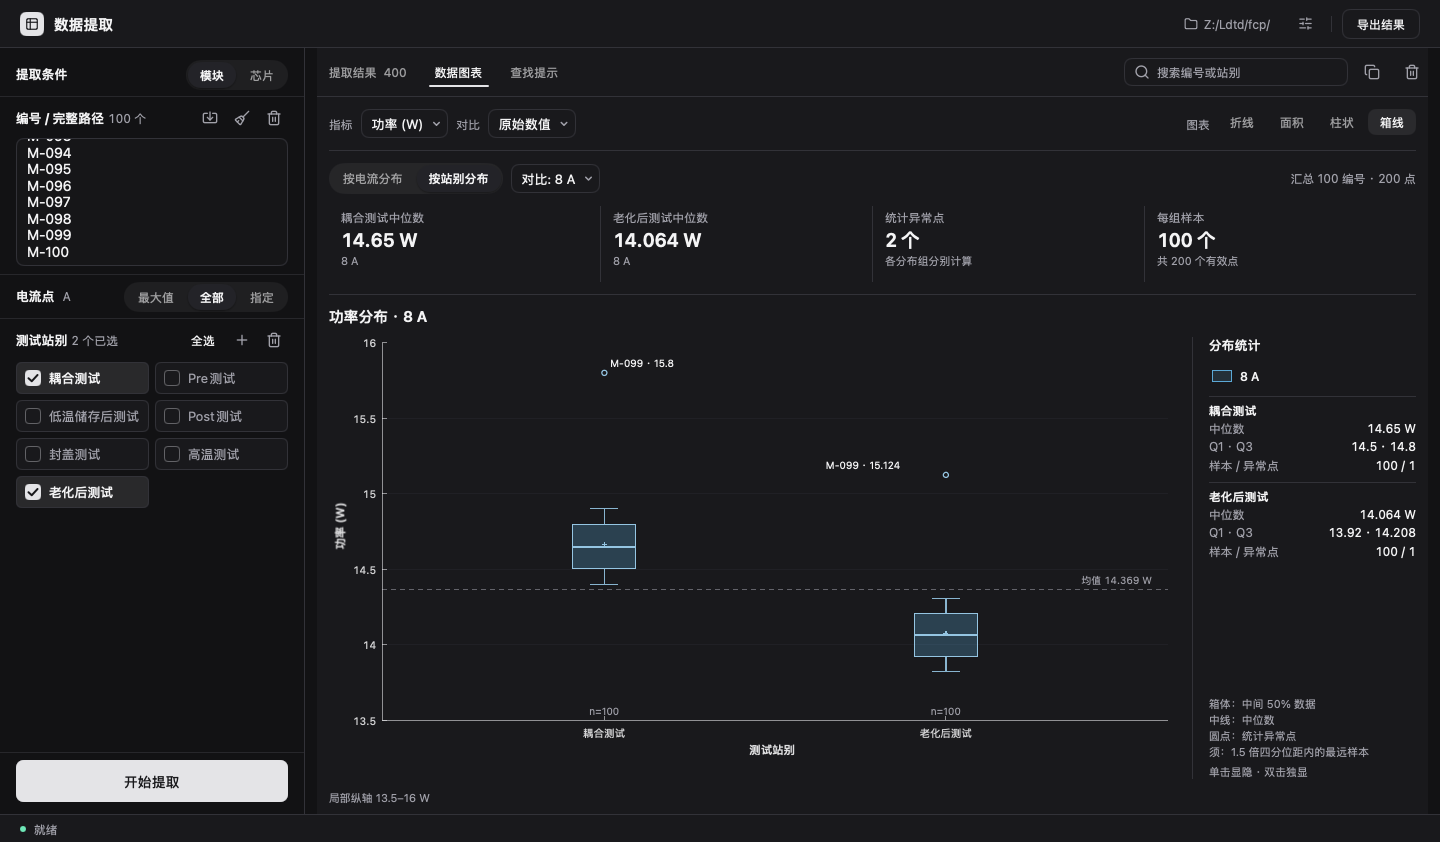 数据提取
Z:/Ldtd/fcp/
导出结果
提取条件
模块
芯片
编号 / 完整路径 100 个
M-094
M-095
M-096
M-097
M-098
M-099
M-100
电流点 A
最大值
全部
指定
测试站别 2 个已选
全选
耦合测试
Pre测试
低温储存后测试
Post测试
封盖测试
高温测试
老化后测试
开始提取
就绪
提取结果 400
数据图表
查找提示
搜索编号或站别
指标
功率 (W)
对比
原始数值
图表
折线
面积
柱状
箱线
按电流分布
按站别分布
对比: 8 A
汇总 100 编号 · 200 点
耦合测试中位数
14.65 W
8 A
老化后测试中位数
14.064 W
8 A
统计异常点
2 个
各分布组分别计算
每组样本
100 个
共 200 个有效点
功率分布 · 8 A
16
15.5
15
14.5
14
13.5
功率 (W)
M-099 · 15.8
M-099 · 15.124
均值 14.369 W
n=100
n=100
耦合测试
老化后测试
测试站别
局部纵轴 13.5–16 W
分布统计
8 A
耦合测试
中位数 14.65 W
Q1 · Q3 14.5 · 14.8
样本 / 异常点 100 / 1
老化后测试
中位数 14.064 W
Q1 · Q3 13.92 · 14.208
样本 / 异常点 100 / 1
箱体：中间 50% 数据
中线：中位数
圆点：统计异常点
须：1.5 倍四分位距内的最远样本
单击显隐 · 双击独显